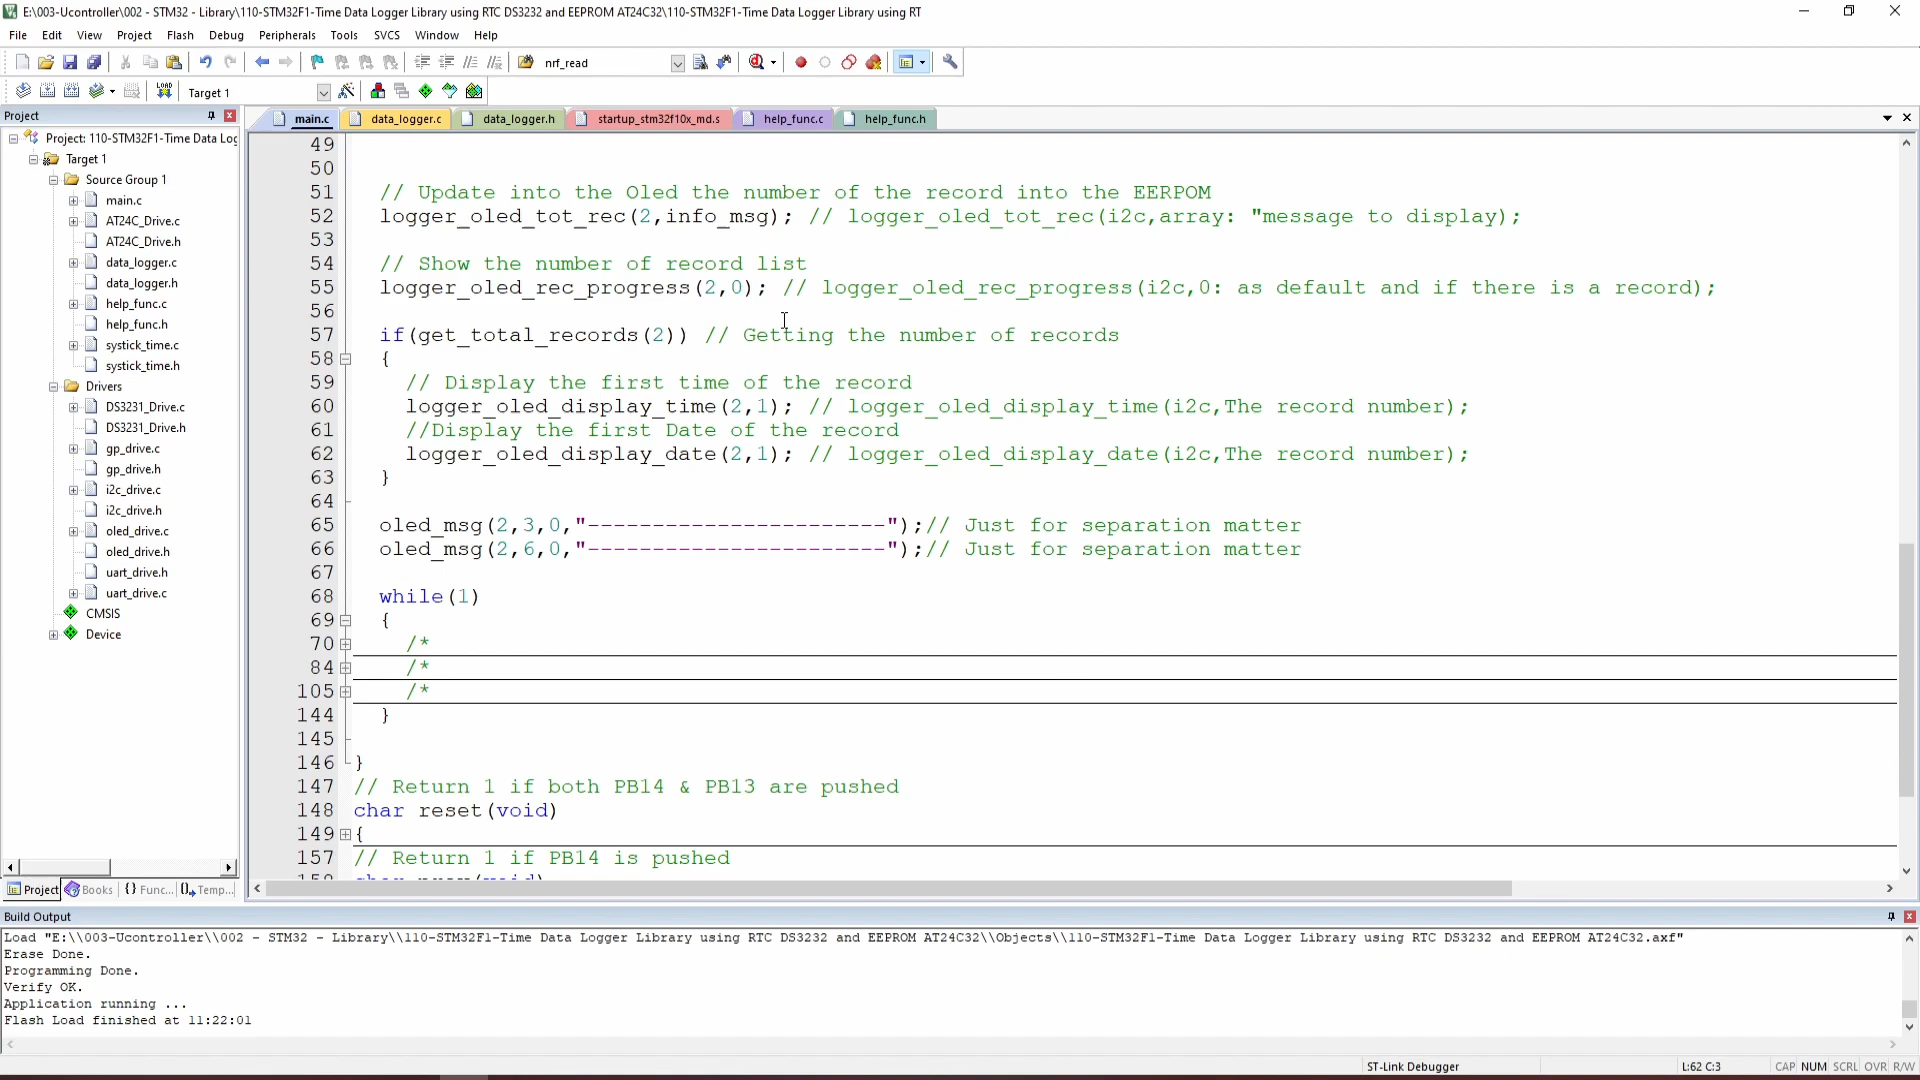 E:\003-Ucontroller\002 - STM32 - Library\110-STM32F1-Time Data Logger Library using RTC DS3232 and EEPROM AT24C32\110-STM32F1-Time Data Logger Library using RT
File Edit View Project Flash Debug Peripherals Tools SVCS Window Help
nrf_read
LOAD Target 1
Project
main.c data_logger.c data_logger.h startup_stm32f10x_md.s help_func.c help_func.h
Project: 110-STM32F1-Time Data Log
Target 1
Source Group 1
main.c
AT24C_Drive.c
AT24C_Drive.h
data_logger.c
data_logger.h
help_func.c
help_func.h
systick_time.c
systick_time.h
Drivers
DS3231_Drive.c
DS3231_Drive.h
gp_drive.c
gp_drive.h
i2c_drive.c
i2c_drive.h
oled_drive.c
oled_drive.h
uart_drive.h
uart_drive.c
CMSIS
Device
Project Books {} Func... Temp...
49
50
51 // Update into the Oled the number of the record into the EERPOM
52 logger_oled_tot_rec(2,info_msg); // logger_oled_tot_rec(i2c,array: "message to display);
53
54 // Show the number of record list
55 logger_oled_rec_progress(2,0); // logger_oled_rec_progress(i2c,0: as default and if there is a record);
56
57 if(get_total_records(2)) // Getting the number of records
58 {
59 // Display the first time of the record
60 logger_oled_display_time(2,1); // logger_oled_display_time(i2c,The record number);
61 //Display the first Date of the record
62 logger_oled_display_date(2,1); // logger_oled_display_date(i2c,The record number);
63 }
64
65 oled_msg(2,3,0,"-----------------------");// Just for separation matter
66 oled_msg(2,6,0,"-----------------------");// Just for separation matter
67
68 while(1)
69 {
70 /*
84 /*
105 /*
144 }
145
146 }
147 // Return 1 if both PB14 & PB13 are pushed
148 char reset(void)
149 {
157 // Return 1 if PB14 is pushed
Build Output
Load "E:\\003-Ucontroller\\002 - STM32 - Library\\110-STM32F1-Time Data Logger Library using RTC DS3232 and EEPROM AT24C32\\Objects\\110-STM32F1-Time Data Logger Library using RTC DS3232 and EEPROM AT24C32.axf"
Erase Done.
Programming Done.
Verify OK.
Application running ...
Flash Load finished at 11:22:01
ST-Link Debugger L:62 C:3 CAP NUM SCRL OVR R/W